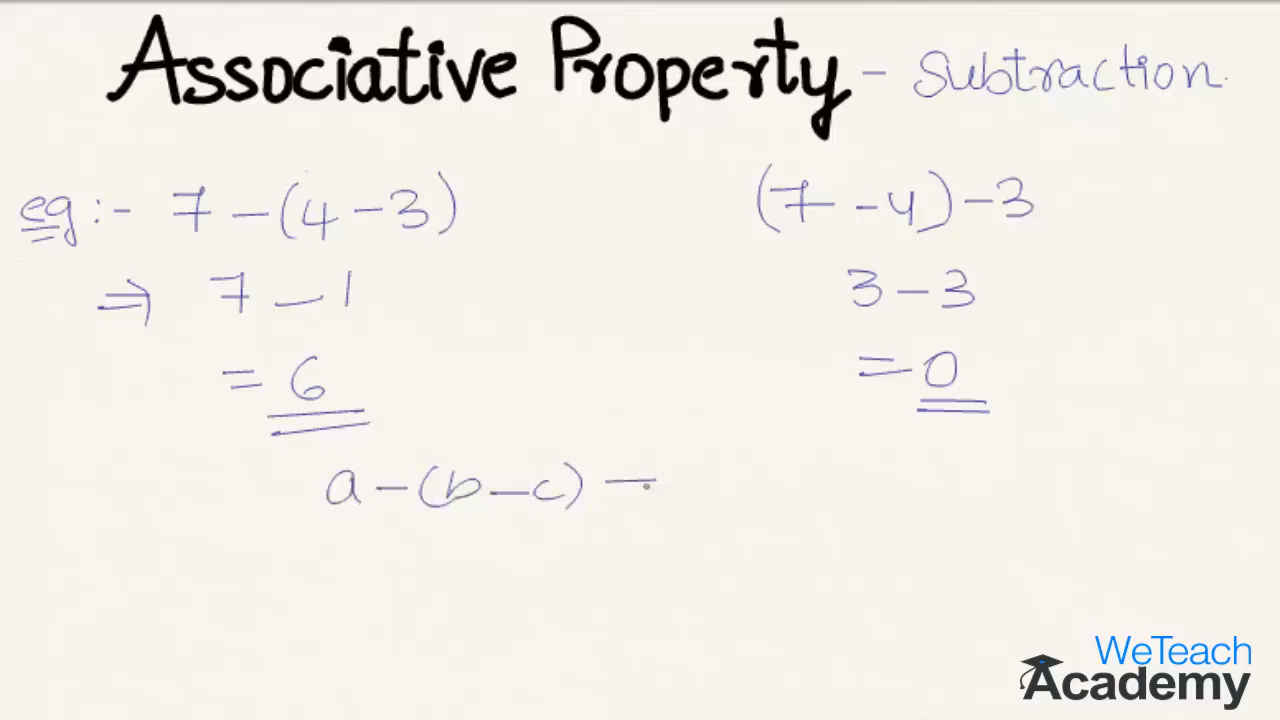 Associative Property - Subtraction.
eg :- 7 - (4 - 3)
(7 - 4) - 3
⇒ 7 - 1
3 - 3
= 6
= 0
a - (b - c) -
WeTeach
Academy